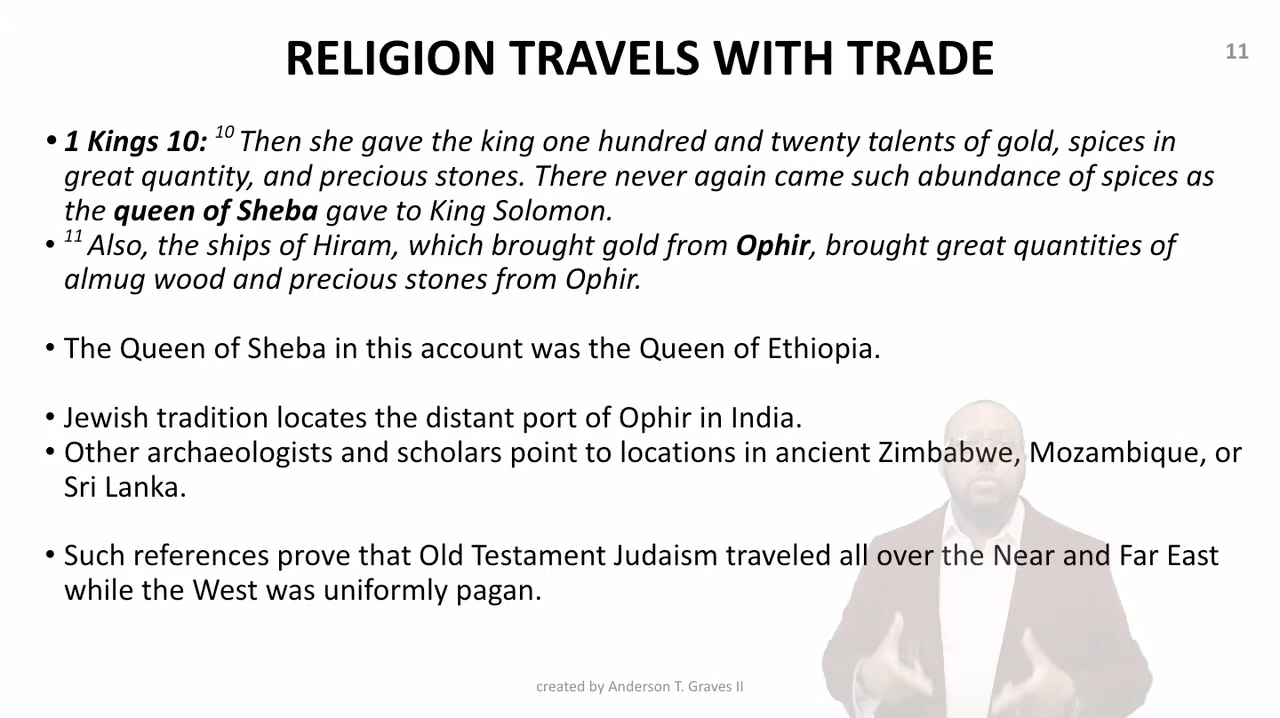 RELIGION TRAVELS WITH TRADE
11
• 1 Kings 10: 10 Then she gave the king one hundred and twenty talents of gold, spices in
great quantity, and precious stones. There never again came such abundance of spices as
the queen of Sheba gave to King Solomon.
• 11 Also, the ships of Hiram, which brought gold from Ophir, brought great quantities of
almug wood and precious stones from Ophir.
• The Queen of Sheba in this account was the Queen of Ethiopia.
• Jewish tradition locates the distant port of Ophir in India.
• Other archaeologists and scholars point to locations in ancient Zimbabwe, Mozambique, or
Sri Lanka.
• Such references prove that Old Testament Judaism traveled all over the Near and Far East
while the West was uniformly pagan.
created by Anderson T. Graves II